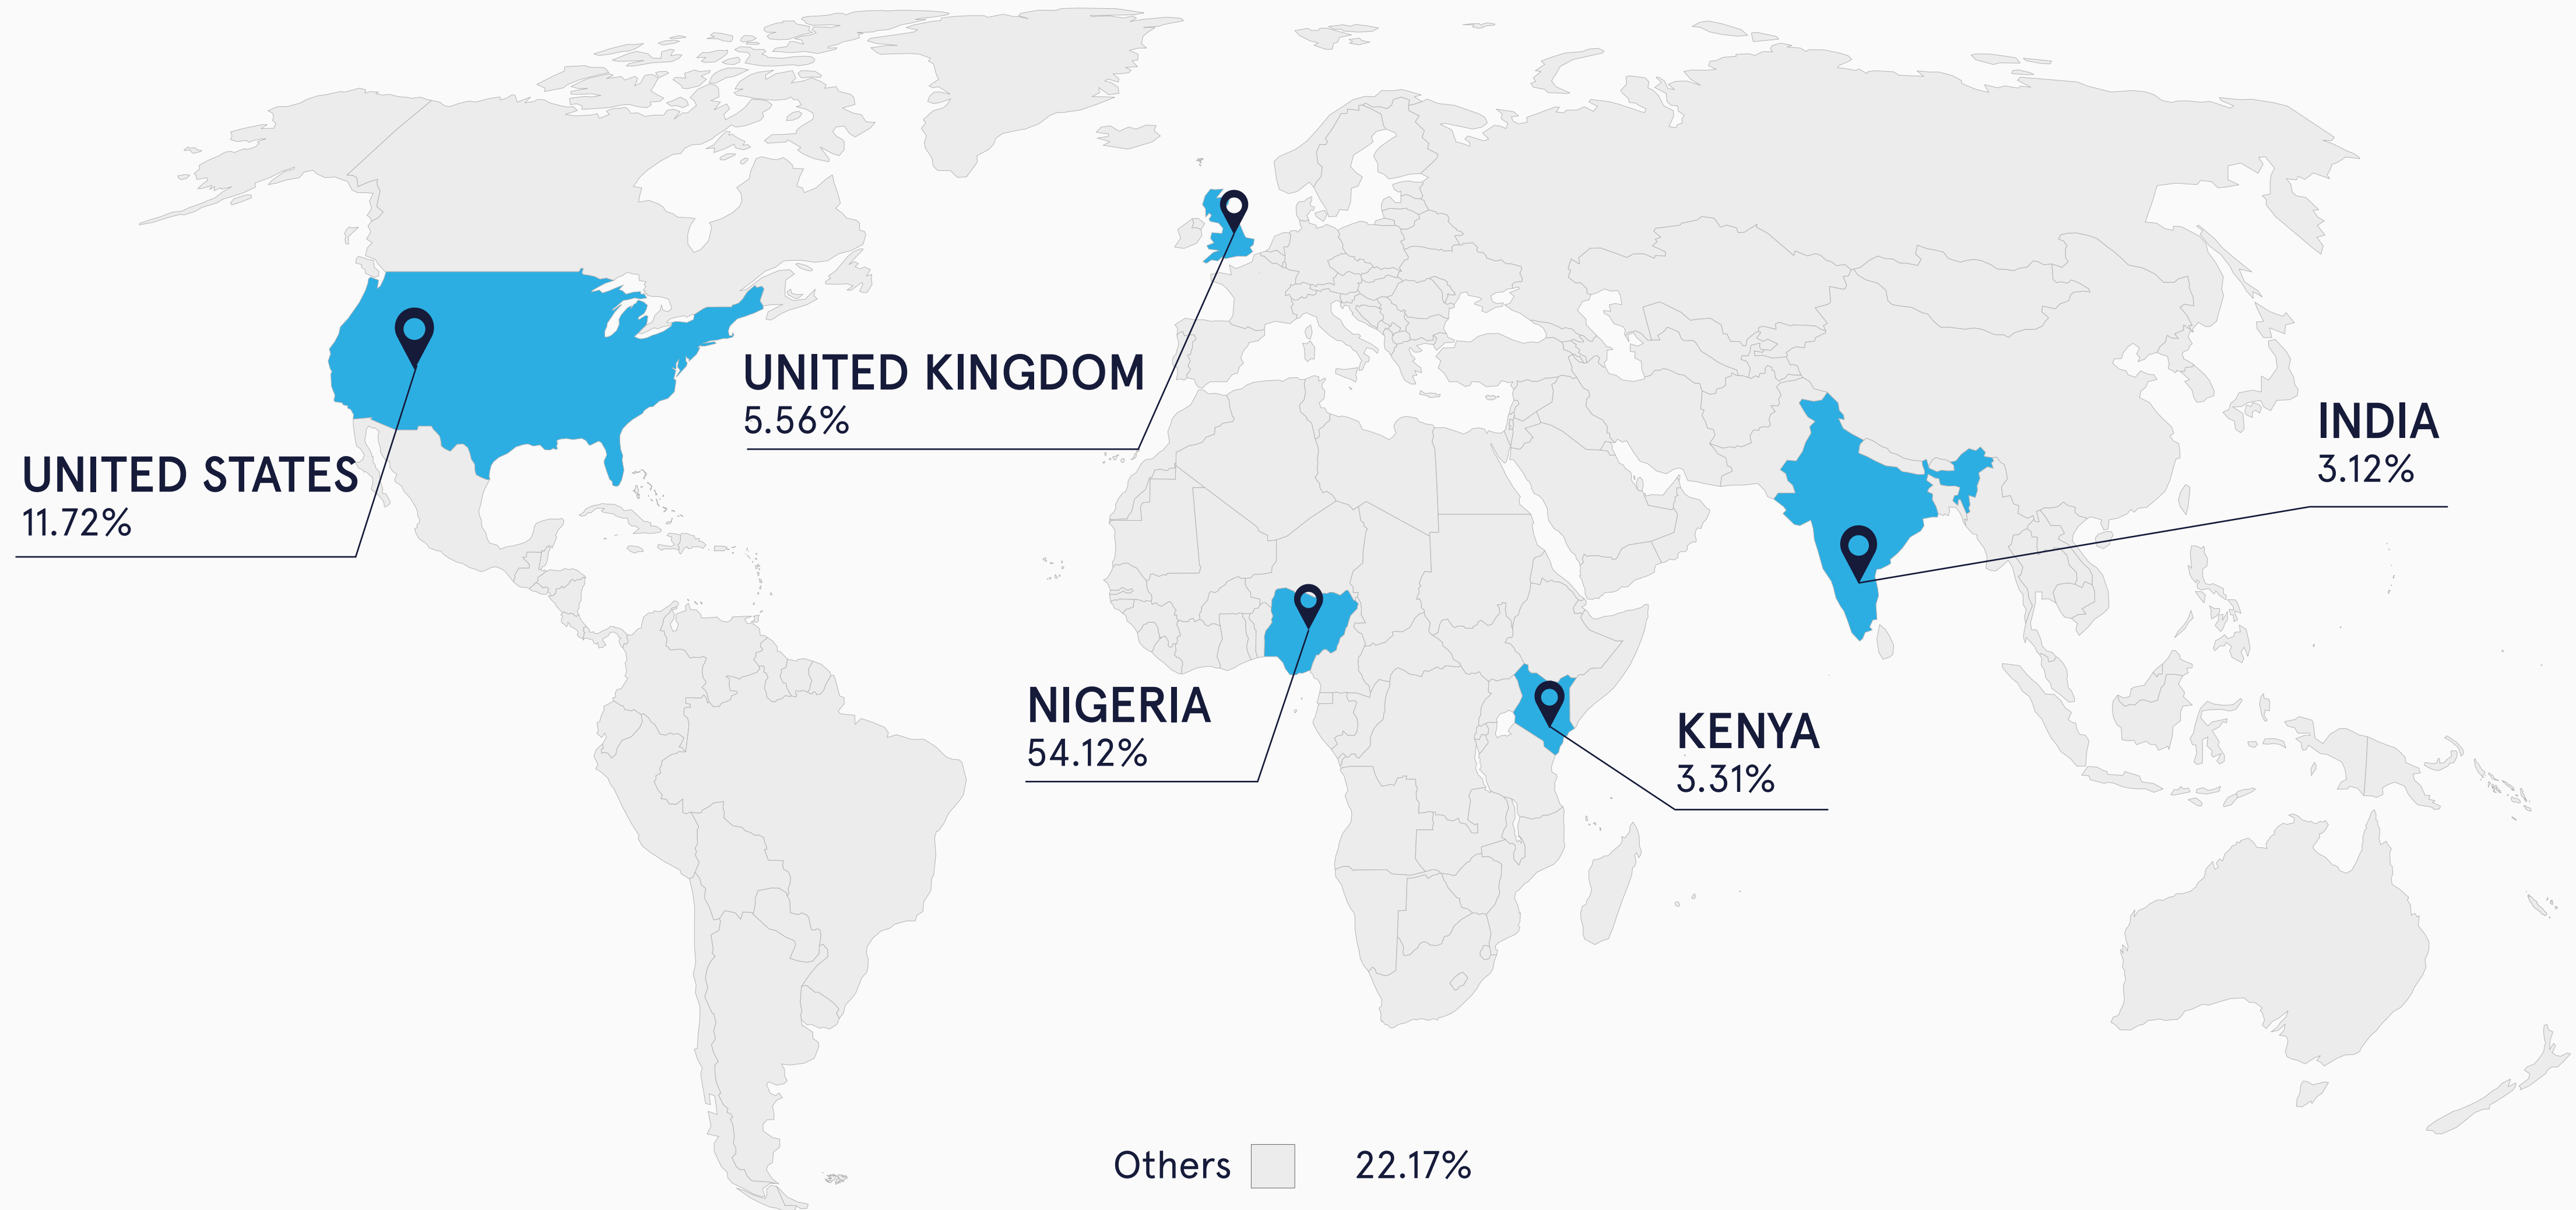 UNITED STATES
11.72%
UNITED KINGDOM
5.56%
INDIA
3.12%
NIGERIA
54.12%
KENYA
3.31%
Others 22.17%